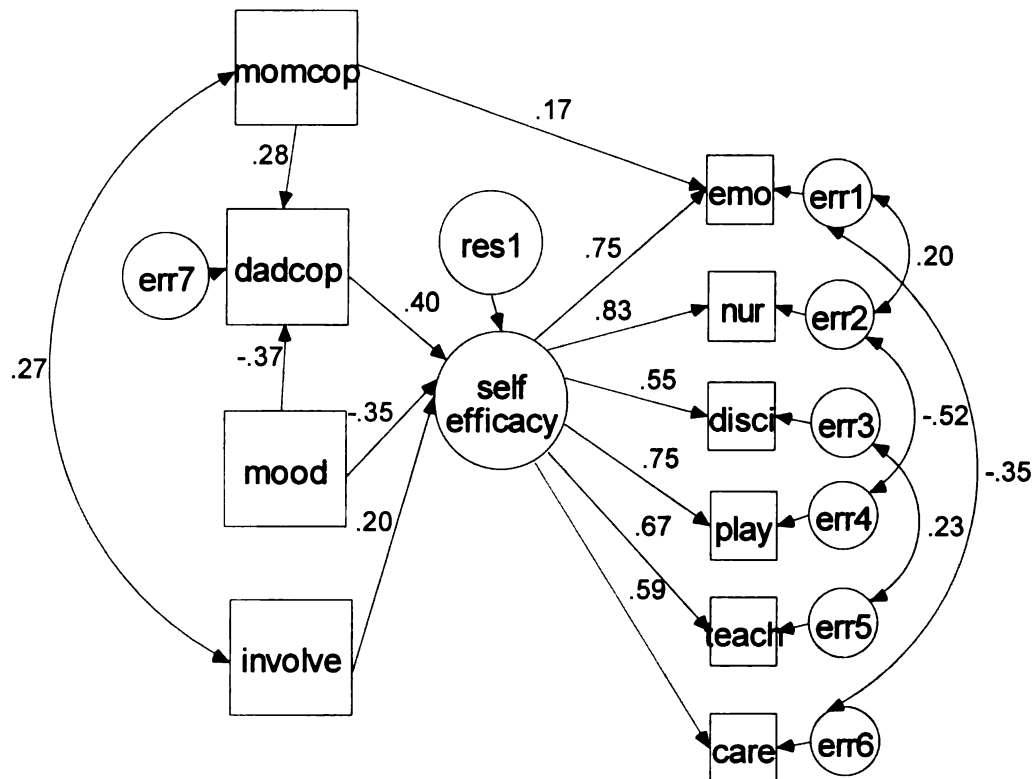 momcop
.17
.28
emo
err1
res1
dadcop
err7
.75
.20
.40
.83
nur
err2
.27
-.37
self
efficacy
.55
disci
err3
-.52
-.35
mood
.75
-.35
play
err4
.20
.67
.23
.59
teach
err5
involve
care
err6